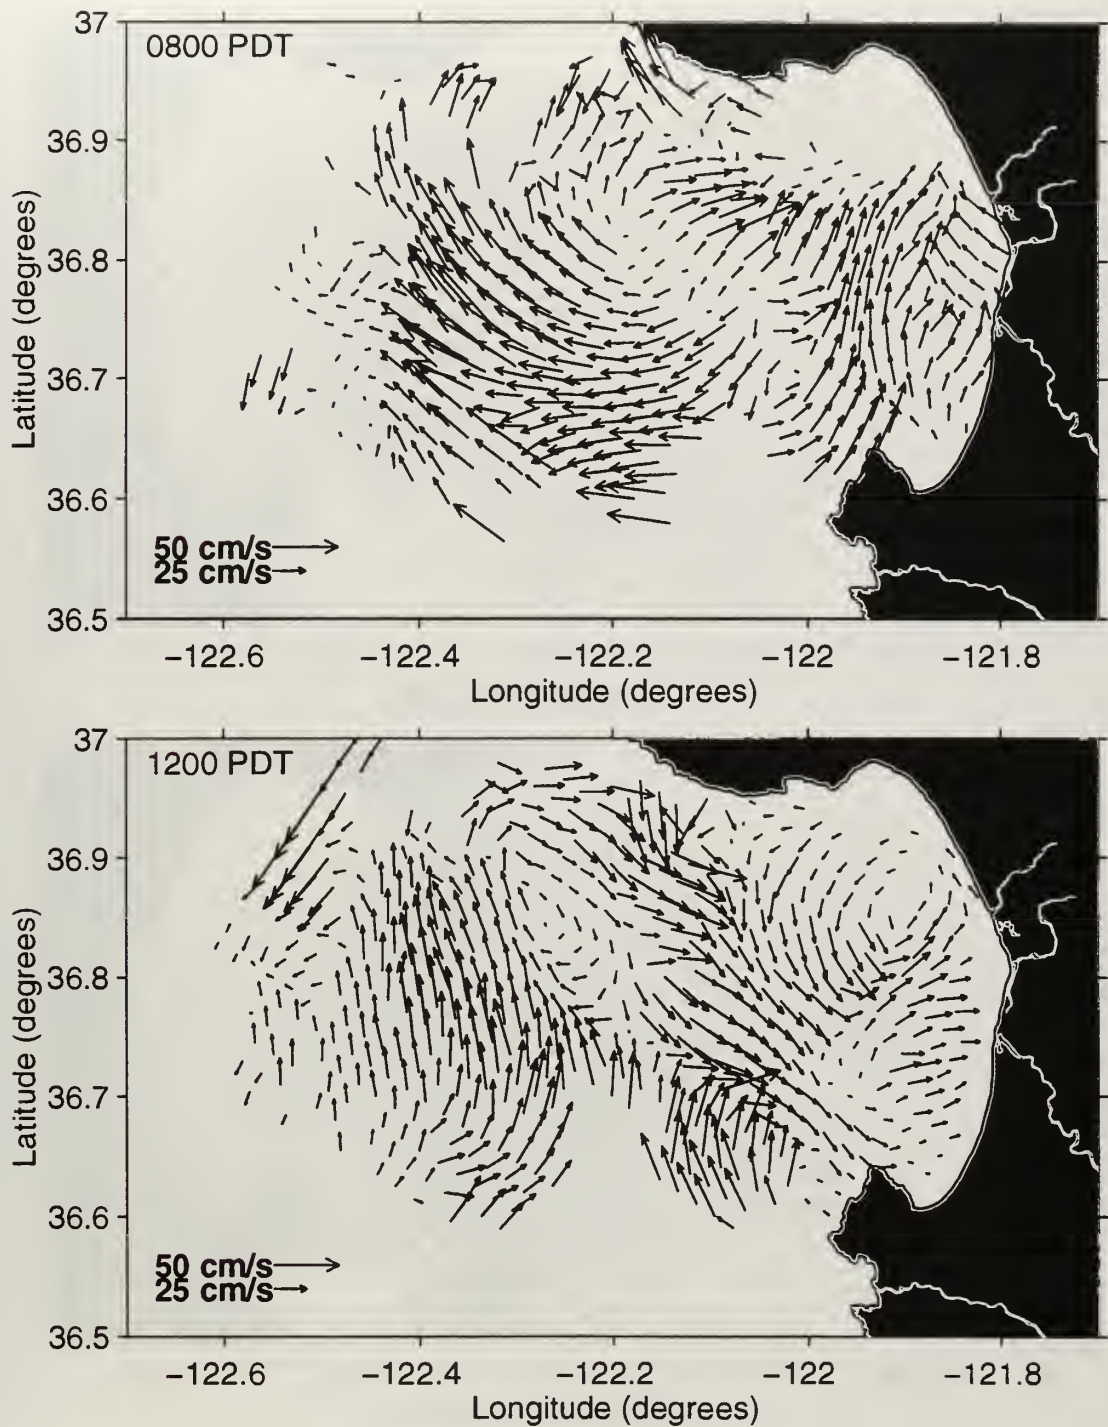 0800 PDT
37
36.9
36.8
36.7
36.6
36.5
Latitude (degrees)
50 cm/s
25 cm/s
−122.6 −122.4 −122.2 −122 −121.8
Longitude (degrees)
1200 PDT
37
36.9
36.8
36.7
36.6
36.5
Latitude (degrees)
50 cm/s
25 cm/s
−122.6 −122.4 −122.2 −122 −121.8
Longitude (degrees)